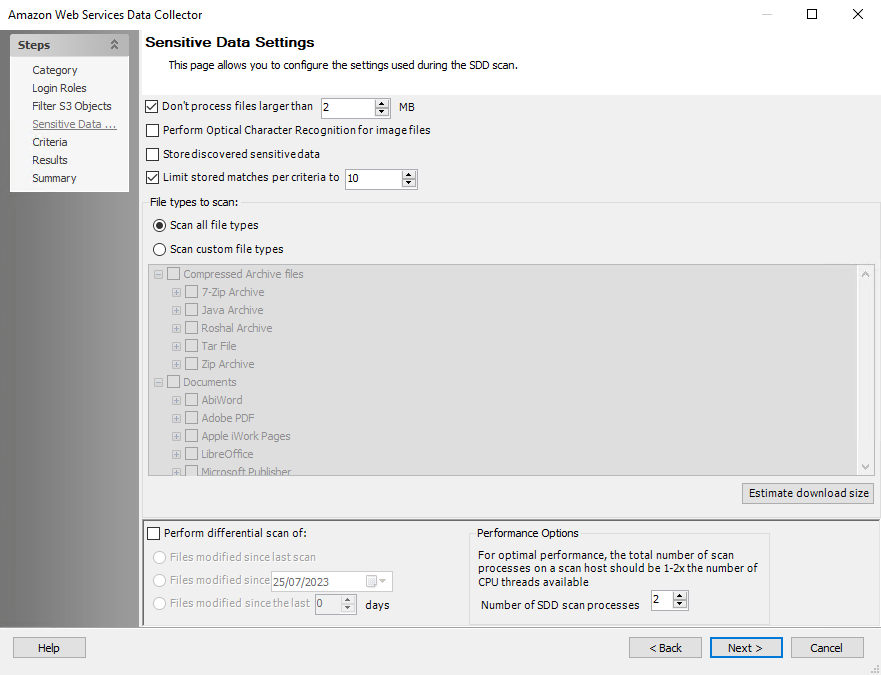 Amazon Web Services Data Collector
Steps
Category
Login Roles
Filter S3 Objects
Sensitive Data ...
Criteria
Results
Summary
Sensitive Data Settings
This page allows you to configure the settings used during the SDD scan.
Don't process files larger than 2 MB
Perform Optical Character Recognition for image files
Store discovered sensitive data
Limit stored matches per criteria to 10
File types to scan:
Scan all file types
Scan custom file types
Compressed Archive files
7-Zip Archive
Java Archive
Roshal Archive
Tar File
Zip Archive
Documents
AbiWord
Adobe PDF
Apple iWork Pages
LibreOffice
Microsoft Publisher
Estimate download size
Perform differential scan of:
Files modified since last scan
Files modified since 25/07/2023
Files modified since the last 0 days
Performance Options
For optimal performance, the total number of scan
processes on a scan host should be 1-2x the number of
CPU threads available
Number of SDD scan processes 2
Help
< Back
Next >
Cancel